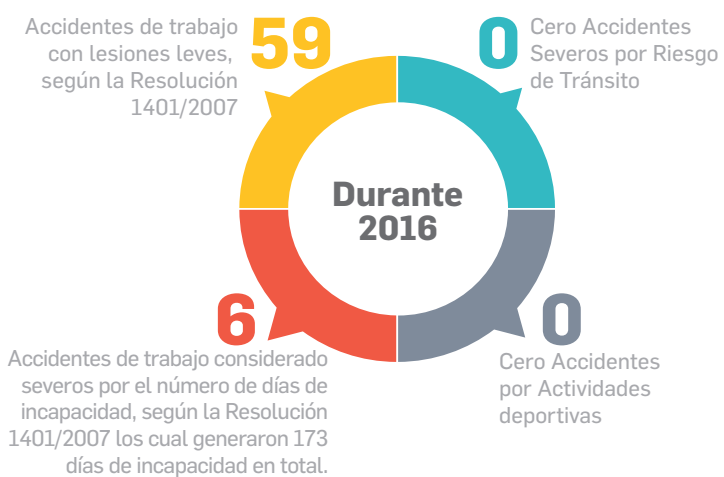 Accidentes de trabajo
con lesiones leves,
según la Resolución
1401/2007
59
0
Cero Accidentes
Severos por Riesgo
de Tránsito
Durante
2016
6
Accidentes de trabajo considerado
severos por el número de días de
incapacidad, según la Resolución
1401/2007 los cual generaron 173
días de incapacidad en total.
0
Cero Accidentes
por Actividades
deportivas